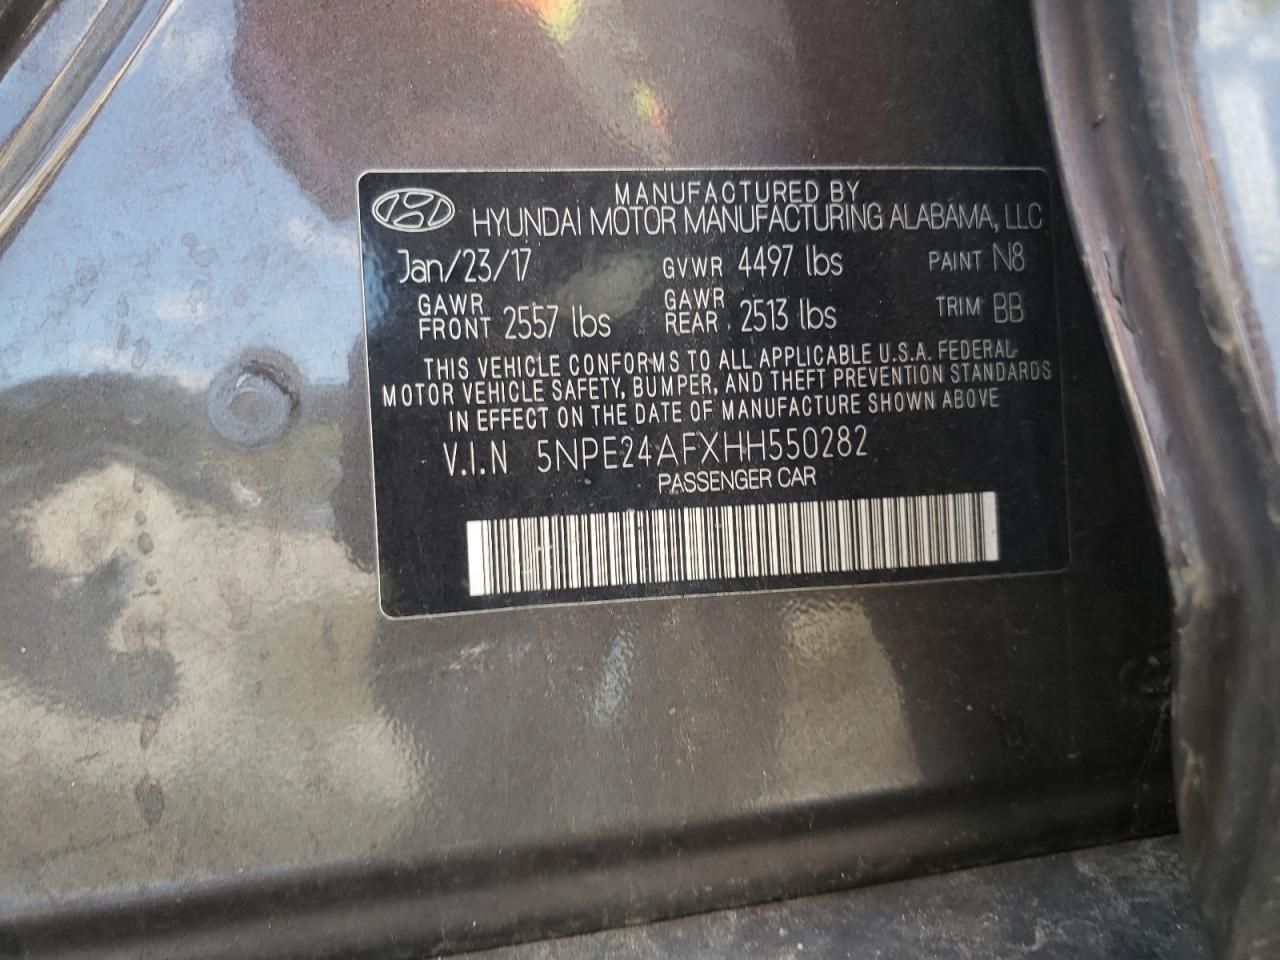 MANUFACTURED BY
HYUNDAI MOTOR MANUFACTURING ALABAMA, LLC
Jan/23/17 GVWR 4497 lbs PAINT N8
GAWR FRONT 2557 lbs GAWR REAR 2513 lbs TRIM BB
THIS VEHICLE CONFORMS TO ALL APPLICABLE U.S.A. FEDERAL
MOTOR VEHICLE SAFETY, BUMPER, AND THEFT PREVENTION STANDARDS
IN EFFECT ON THE DATE OF MANUFACTURE SHOWN ABOVE
V.I.N 5NPE24AFXHH550282
PASSENGER CAR